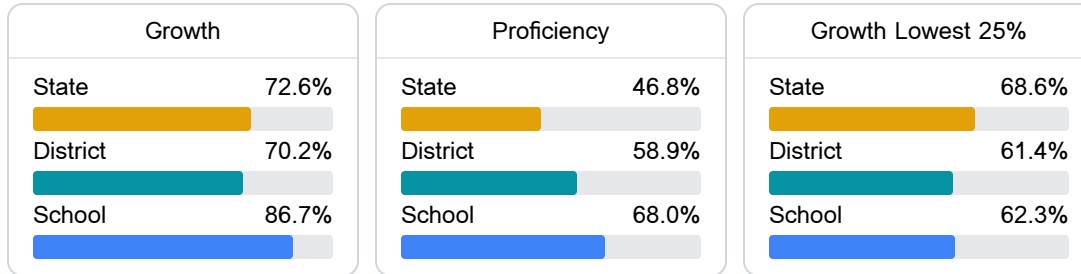 Growth
State 72.6%
District 70.2%
School 86.7%
Proficiency
State 46.8%
District 58.9%
School 68.0%
Growth Lowest 25%
State 68.6%
District 61.4%
School 62.3%